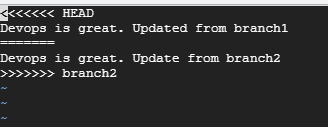 <<<<<<< HEAD
Devops is great. Updated from branch1
=======
Devops is great. Update from branch2
>>>>>>> branch2
~
~
~